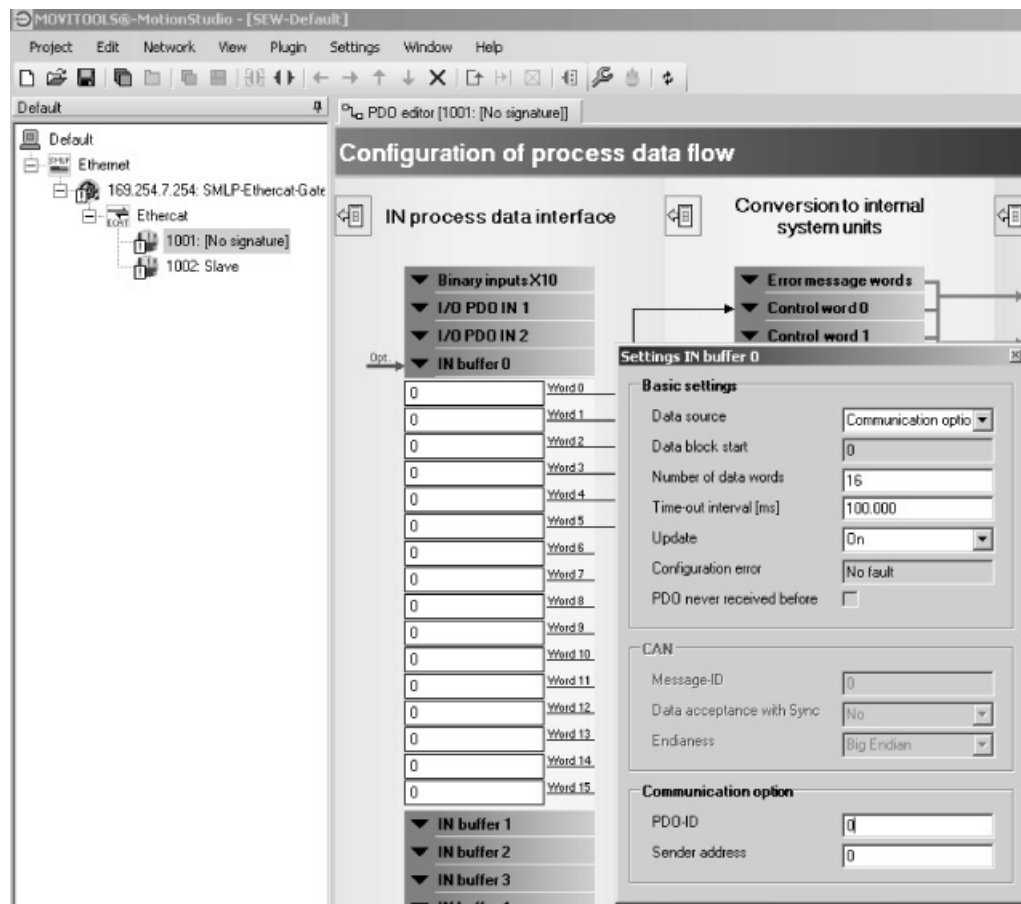 MOVITOOLS®-MotionStudio - [SEW-Default]
Project Edit Network View Plugin Settings Window Help
Default
PDO editor [1001: [No signature]]
Default
Ethernet
169.254.7.254: SMLP-Ethercat-Gate
Ethercat
1001: [No signature]
1002: Slave
Configuration of process data flow
IN process data interface
Conversion to internal
system units
Binary inputs X10
I/O PDO IN 1
I/O PDO IN 2
Opt.
IN buffer 0
0 Word 0
0 Word 1
0 Word 2
0 Word 3
0 Word 4
0 Word 5
0 Word 6
0 Word 7
0 Word 8
0 Word 9
0 Word 10
0 Word 11
0 Word 12
0 Word 13
0 Word 14
0 Word 15
IN buffer 1
IN buffer 2
IN buffer 3
Error message words
Control word 0
Control word 1
Settings IN buffer 0
Basic settings
Data source Communication optio
Data block start 0
Number of data words 16
Time-out interval [ms] 100.000
Update On
Configuration error No fault
PDO never received before
CAN
Message-ID 0
Data acceptance with Sync No
Endianess Big Endian
Communication option
PDO-ID 0
Sender address 0